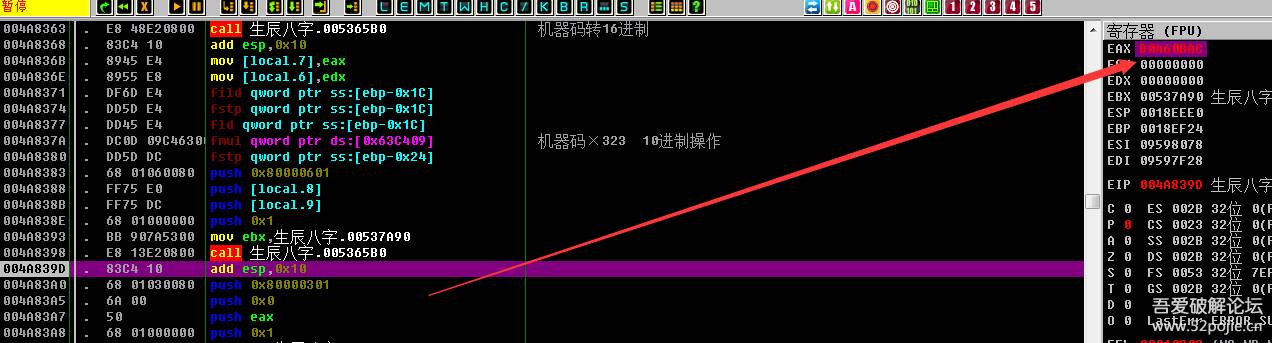 暂停
L E M T W H C / K B R ... S
A
1 2 3 4 5
004A8363 . E8 48E20800 call 生辰八字.005365B0 机器码转16进制
004A8368 . 83C4 10 add esp,0x10
004A836B . 8945 E4 mov [local.7],eax
004A836E . 8955 E8 mov [local.6],edx
004A8371 . DF6D E4 fild qword ptr ss:[ebp-0x1C]
004A8374 . DD5D E4 fstp qword ptr ss:[ebp-0x1C]
004A8377 . DD45 E4 fld qword ptr ss:[ebp-0x1C]
004A837A . DC0D 09C46300 fmul qword ptr ds:[0x63C409] 机器码×323 10进制操作
004A8380 . DD5D DC fstp qword ptr ss:[ebp-0x24]
004A8383 . 68 01060080 push 0x80000601
004A8388 . FF75 E0 push [local.8]
004A838B . FF75 DC push [local.9]
004A838E . 68 01000000 push 0x1
004A8393 . BB 907A5300 mov ebx,生辰八字.00537A90
004A8398 . E8 13E20800 call 生辰八字.005365B0
004A839D . 83C4 10 add esp,0x10
004A83A0 . 68 01030080 push 0x80000301
004A83A5 . 6A 00 push 0x0
004A83A7 . 50 push eax
004A83A8 . 68 01000000 push 0x1
寄存器 (FPU)
EAX D0460BAC
00000000
EDX 00000000
EBX 00537A90 生辰八字
ESP 0018EEE0
EBP 0018EF24
ESI 09598078
EDI 09597F28
EIP 004A839D 生辰八字
C 0 ES 002B 32位 0(F
P 0 CS 0023 32位 0(F
A 0 SS 002B 32位 0(F
Z 0 DS 002B 32位 0(F
S 0 FS 0053 32位 7EF
T 0 GS 002B 32位 0(F
D 0
O 0 LastErr ERROR_SU
吾爱破解论坛
www.52pojie.cn